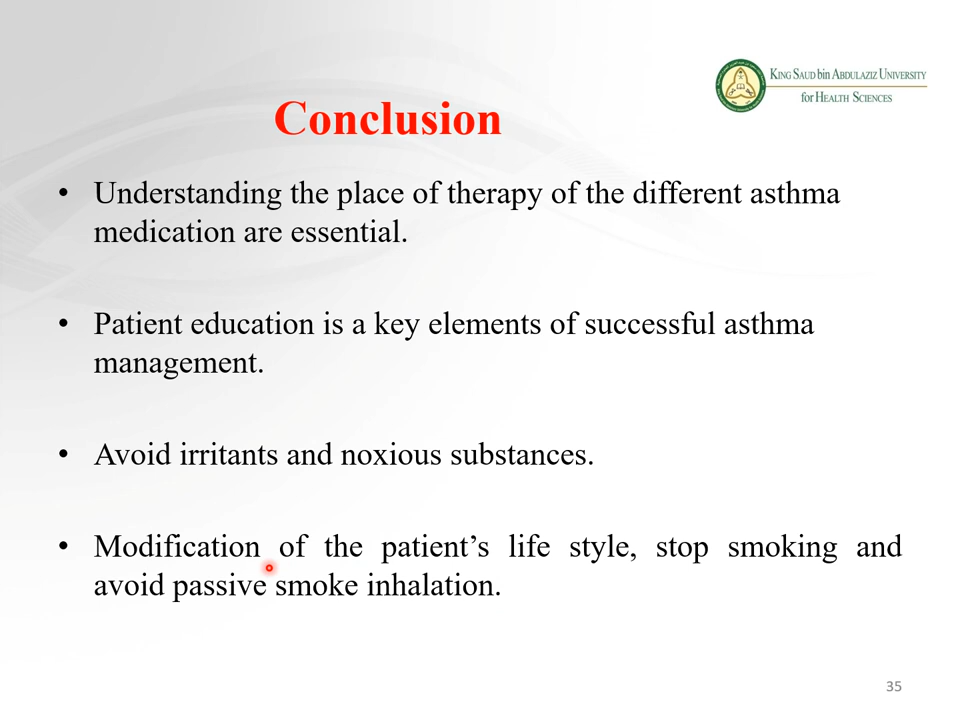 KING SAUD bin ABDULAZIZ UNIVERSITY
for HEALTH SCIENCES
Conclusion
• Understanding the place of therapy of the different asthma
medication are essential.
• Patient education is a key elements of successful asthma
management.
• Avoid irritants and noxious substances.
• Modification of the patient’s life style, stop smoking and
avoid passive smoke inhalation.
35